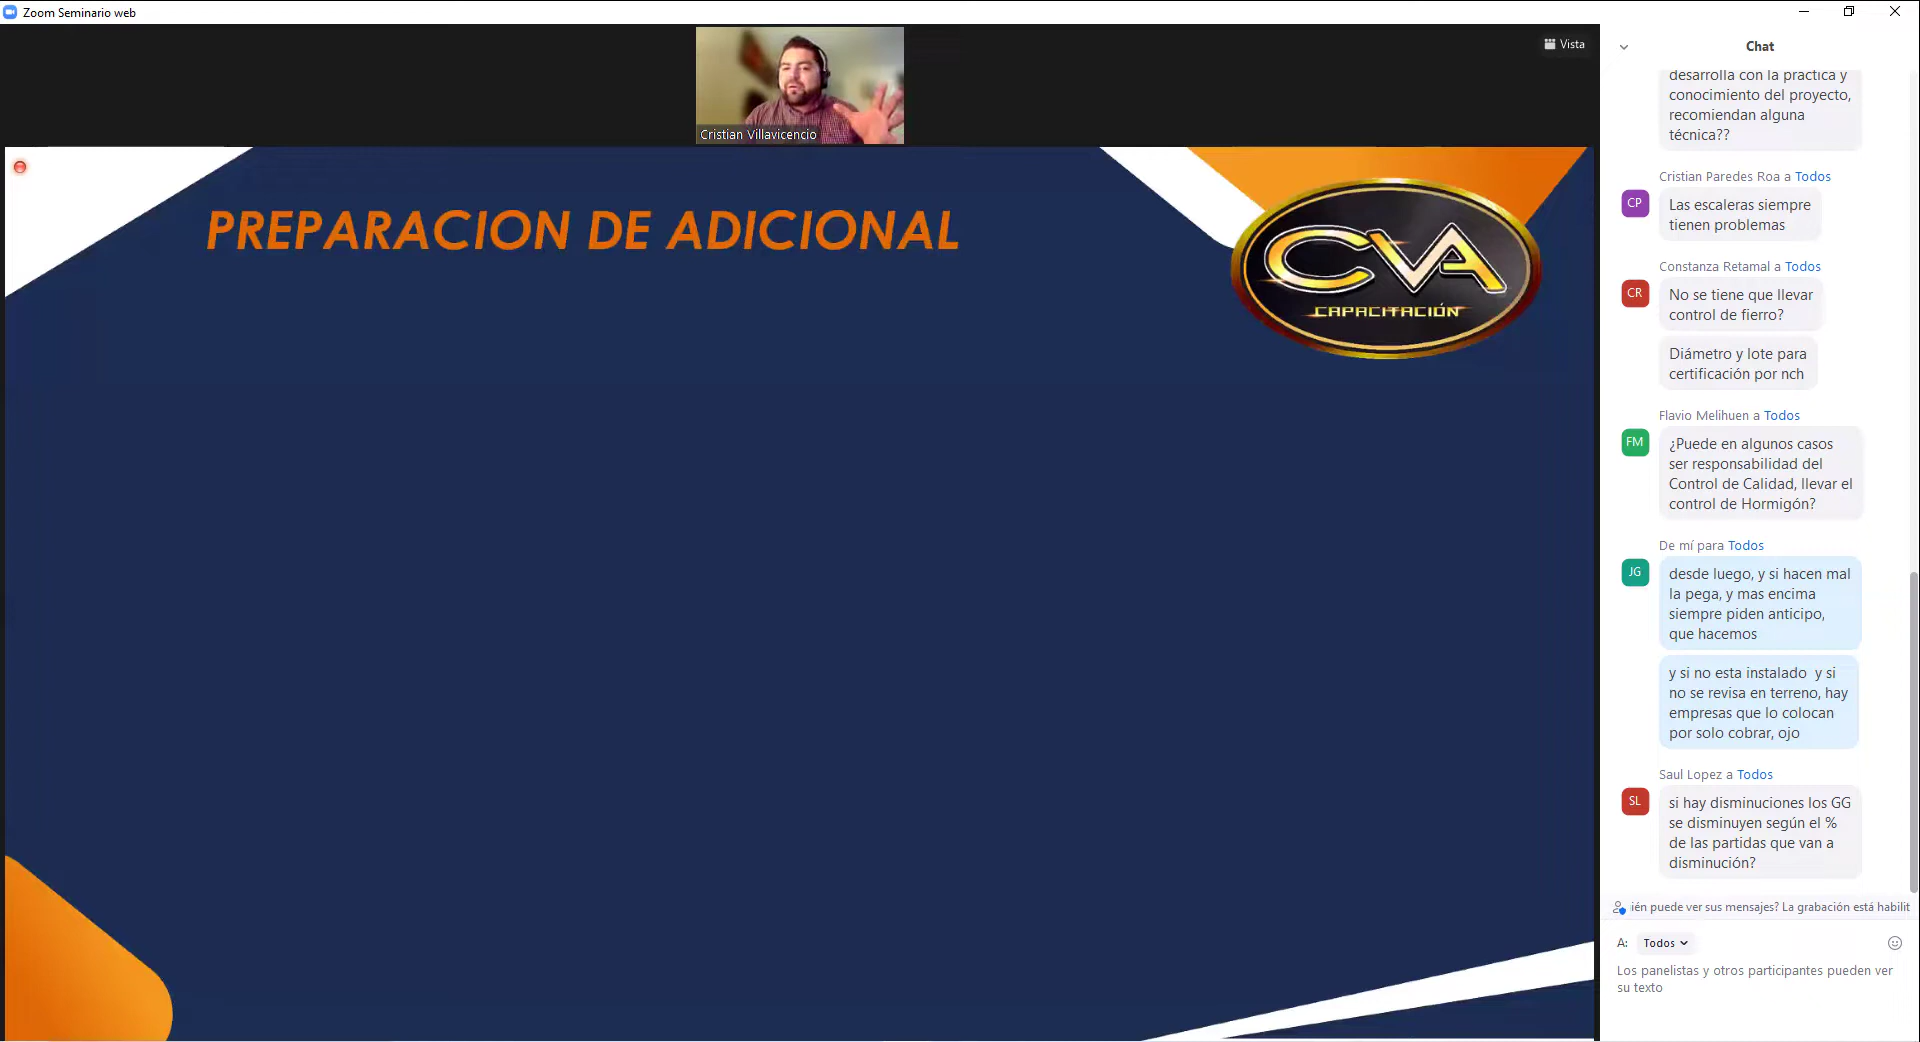 Zoom Seminario web
Vista
Cristian Villavicencio
PREPARACION DE ADICIONAL
CVA
CAPACITACIÓN
Chat
desarrolla con la practica y
conocimiento del proyecto,
recomiendan alguna
técnica??
Cristian Paredes Roa a Todos
CP
Las escaleras siempre
tienen problemas
Constanza Retamal a Todos
CR
No se tiene que llevar
control de fierro?
Diámetro y lote para
certificación por nch
Flavio Melihuen a Todos
FM
¿Puede en algunos casos
ser responsabilidad del
Control de Calidad, llevar el
control de Hormigón?
De mí para Todos
JG
desde luego, y si hacen mal
la pega, y mas encima
siempre piden anticipo,
que hacemos
y si no esta instalado  y si
no se revisa en terreno, hay
empresas que lo colocan
por solo cobrar, ojo
Saul Lopez a Todos
SL
si hay disminuciones los GG
se disminuyen según el %
de las partidas que van a
disminución?
ién puede ver sus mensajes? La grabación está habilit
A: Todos
Los panelistas y otros participantes pueden ver
su texto